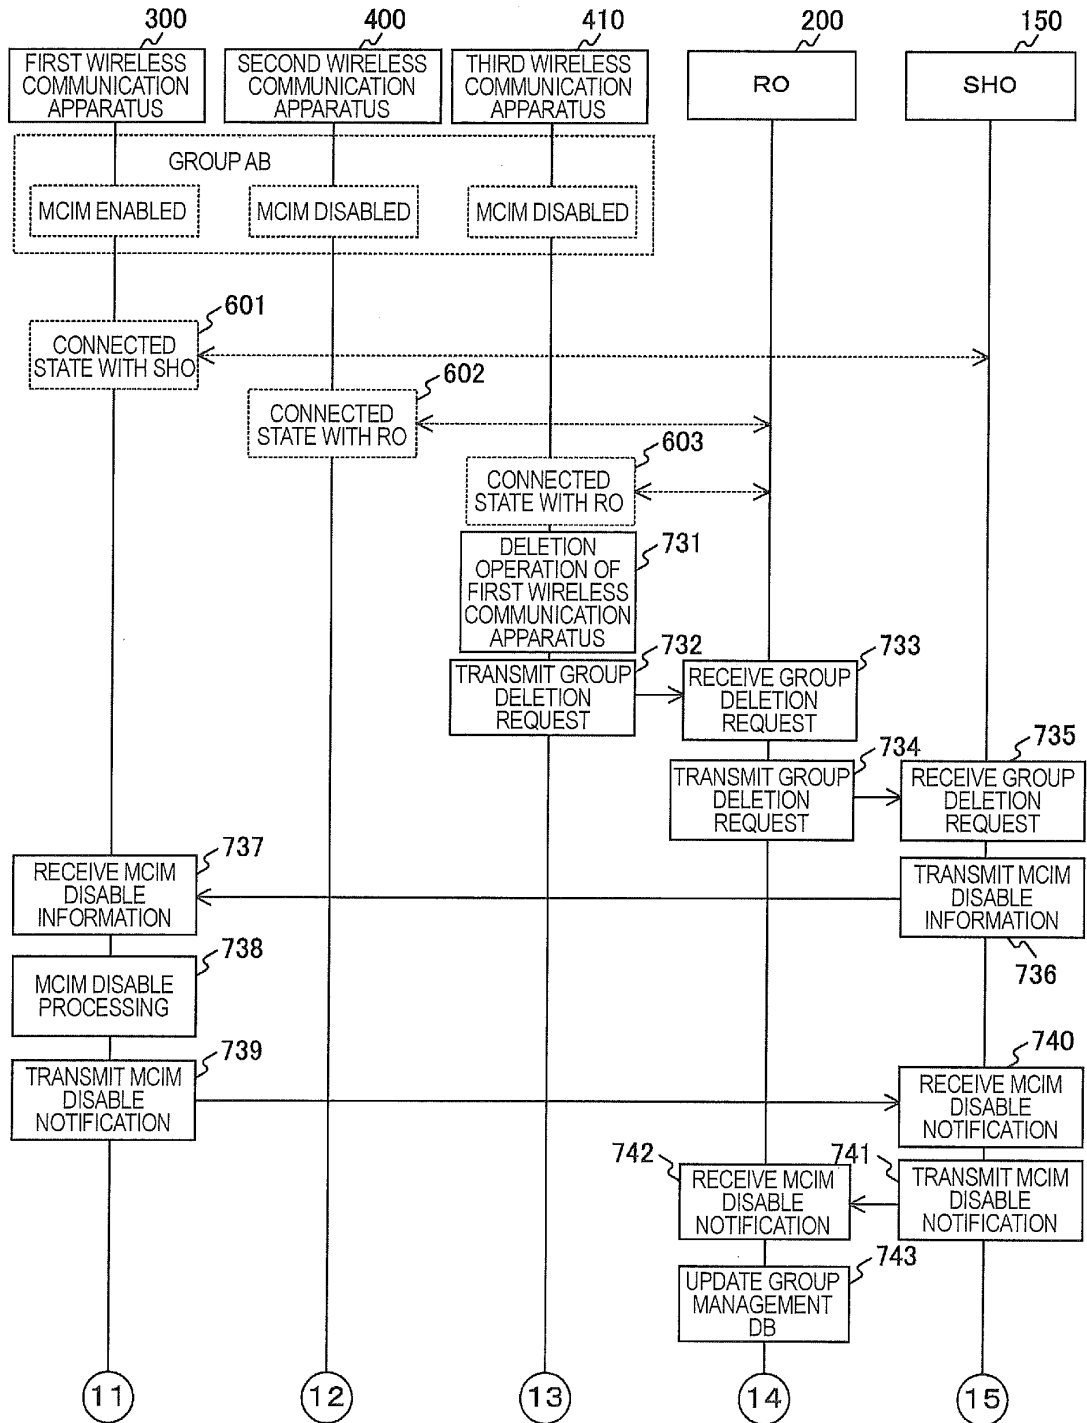 300
400
410
200
150
FIRST WIRELESS
COMMUNICATION
APPARATUS
SECOND WIRELESS
COMMUNICATION
APPARATUS
THIRD WIRELESS
COMMUNICATION
APPARATUS
RO
SHO
GROUP AB
MCIM ENABLED
MCIM DISABLED
MCIM DISABLED
601
CONNECTED
STATE WITH SHO
602
CONNECTED
STATE WITH RO
603
CONNECTED
STATE WITH RO
731
DELETION
OPERATION OF
FIRST WIRELESS
COMMUNICATION
APPARATUS
732
TRANSMIT GROUP
DELETION
REQUEST
733
RECEIVE GROUP
DELETION
REQUEST
734
TRANSMIT GROUP
DELETION
REQUEST
735
RECEIVE GROUP
DELETION
REQUEST
737
RECEIVE MCIM
DISABLE
INFORMATION
TRANSMIT MCIM
DISABLE
INFORMATION
736
738
MCIM DISABLE
PROCESSING
739
TRANSMIT MCIM
DISABLE
NOTIFICATION
740
RECEIVE MCIM
DISABLE
NOTIFICATION
742
RECEIVE MCIM
DISABLE
NOTIFICATION
741
TRANSMIT MCIM
DISABLE
NOTIFICATION
743
UPDATE GROUP
MANAGEMENT
DB
11
12
13
14
15